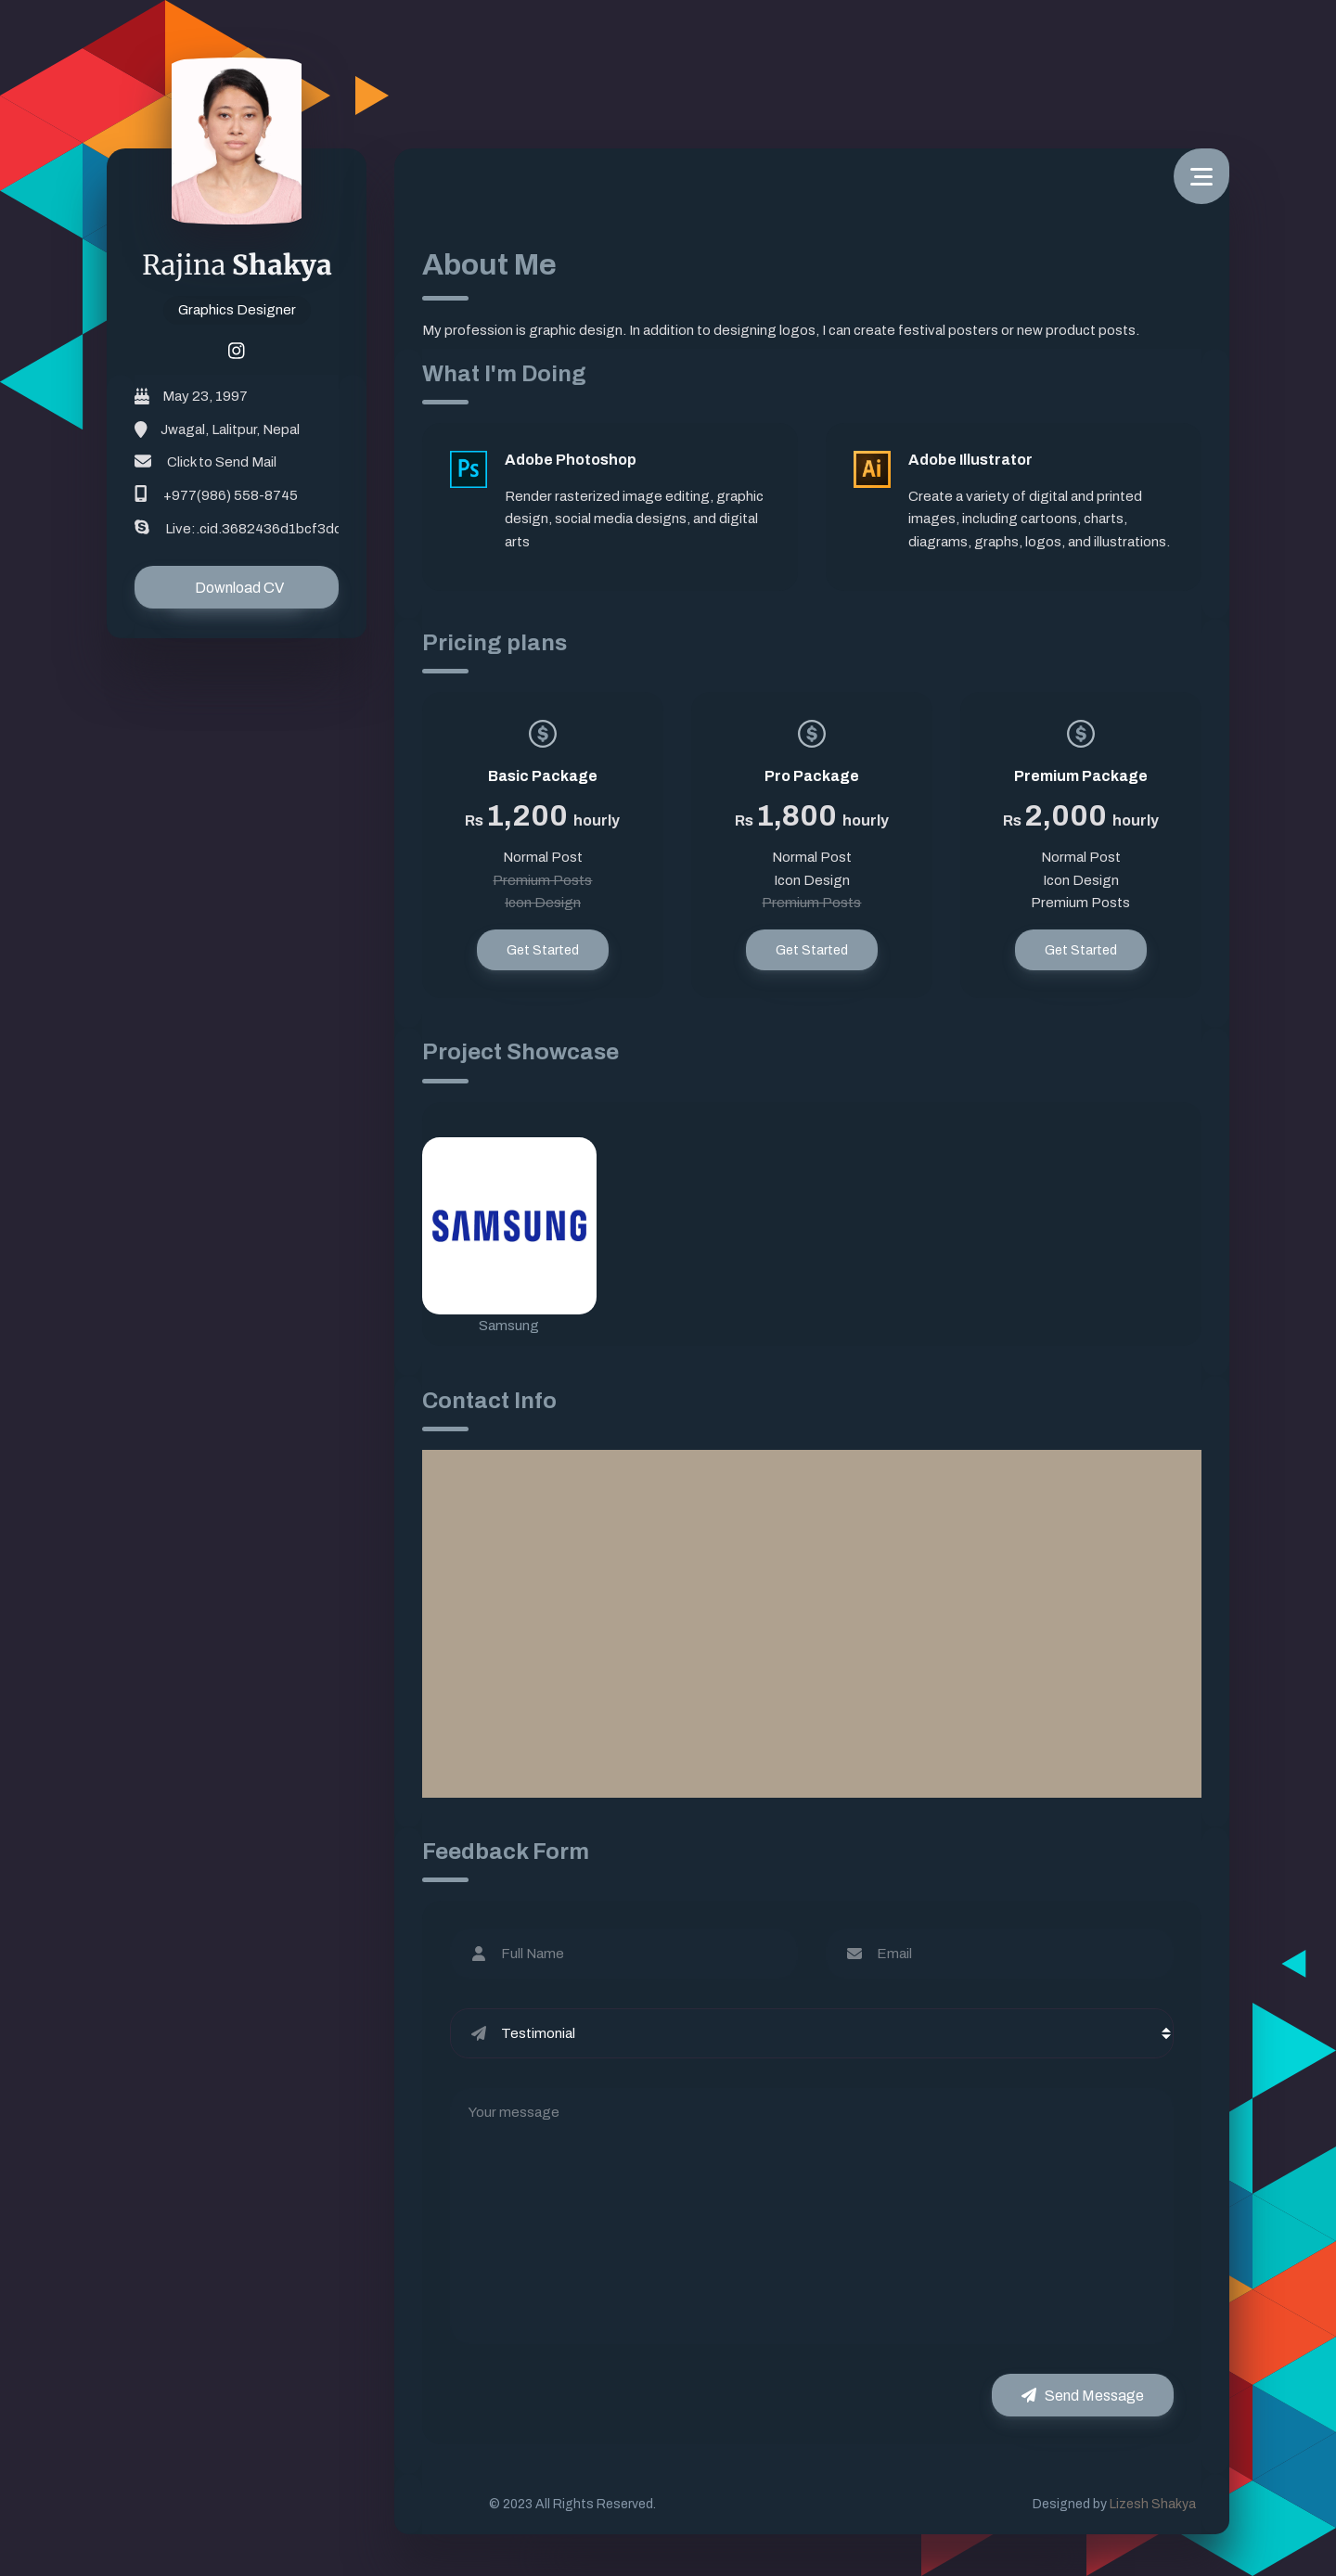 Rajina Shakya
Graphics Designer
May 23, 1997
Jwagal, Lalitpur, Nepal
Click to Send Mail
+977(986) 558-8745
Live:.cid.3682436d1bcf3dc
Download CV
About Me
My profession is graphic design. In addition to designing logos, I can create festival posters or new product posts.
What I'm Doing
Ps
Adobe Photoshop
Render rasterized image editing, graphic
design, social media designs, and digital
arts
Ai
Adobe Illustrator
Create a variety of digital and printed
images, including cartoons, charts,
diagrams, graphs, logos, and illustrations.
Pricing plans
Basic Package
Rs 1,200 hourly
Normal Post
Premium Posts
Icon Design
Get Started
Pro Package
Rs 1,800 hourly
Normal Post
Icon Design
Premium Posts
Get Started
Premium Package
Rs 2,000 hourly
Normal Post
Icon Design
Premium Posts
Get Started
Project Showcase
SAMSUNG
Samsung
Contact Info
Feedback Form
Full Name
Email
Testimonial
Your message
Send Message
© 2023 All Rights Reserved.
Designed by Lizesh Shakya